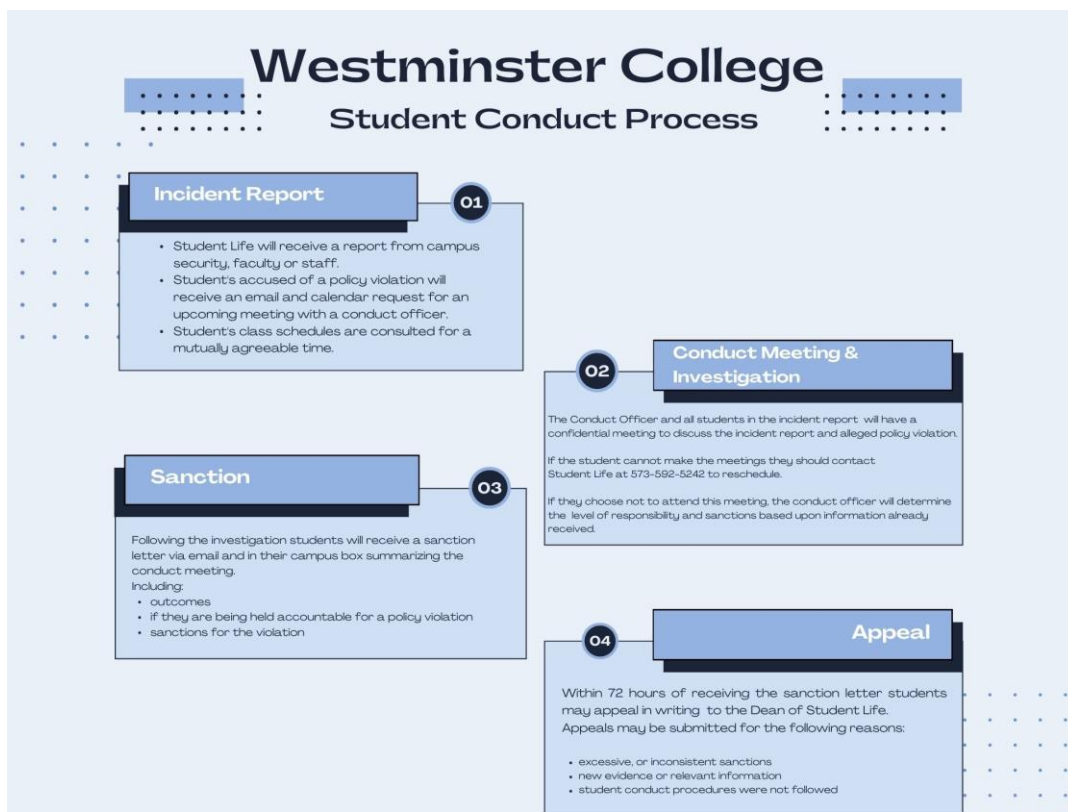 Westminster College
Student Conduct Process
Incident Report
01
• Student Life will receive a report from campus
security, faculty or staff.
• Student's accused of a policy violation will
receive an email and calendar request for an
upcoming meeting with a conduct officer.
• Student's class schedules are consulted for a
mutually agreeable time.
02
Conduct Meeting &
Investigation
The Conduct Officer and all students in the incident report will have a
confidential meeting to discuss the incident report and alleged policy violation.
If the student cannot make the meetings they should contact
Student Life at 573-592-5242 to reschedule.
If they choose not to attend this meeting, the conduct officer will determine
the level of responsibility and sanctions based upon information already
received.
Sanction
03
Following the investigation students will receive a sanction
letter via email and in their campus box summarizing the
conduct meeting.
Including:
• outcomes
• if they are being held accountable for a policy violation
• sanctions for the violation
04
Appeal
Within 72 hours of receiving the sanction letter students
may appeal in writing to the Dean of Student Life.
Appeals may be submitted for the following reasons:
• excessive, or inconsistent sanctions
• new evidence or relevant information
• student conduct procedures were not followed